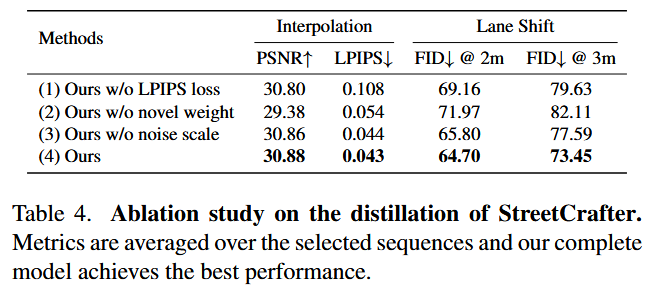 Methods Interpolation Lane Shift
PSNR↑ LPIPS↓ FID↓ @ 2m FID↓ @ 3m
(1) Ours w/o LPIPS loss 30.80 0.108 69.16 79.63
(2) Ours w/o novel weight 29.38 0.054 71.97 82.11
(3) Ours w/o noise scale 30.86 0.044 65.80 77.59
(4) Ours 30.88 0.043 64.70 73.45
Table 4. Ablation study on the distillation of StreetCrafter.
Metrics are averaged over the selected sequences and our complete
model achieves the best performance.